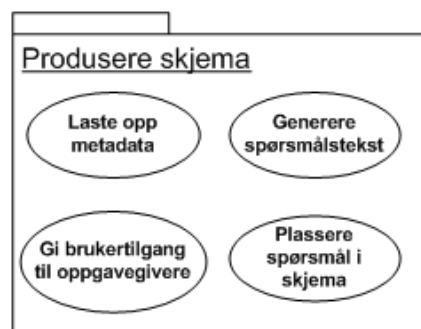 Produsere skjema
Laste opp
metadata
Generere
spørsmålstekst
Gi brukertilgang
til oppgavegivere
Plassere
spørsmål i
skjema